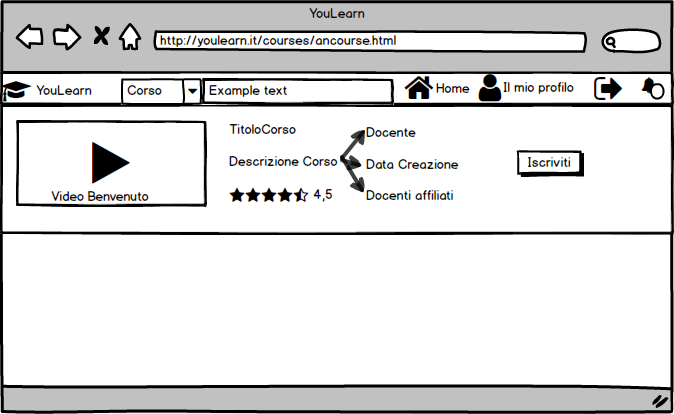 YouLearn
http://youlearn.it/courses/ancourse.html
YouLearn
Corso
Example text
Home
Il mio profilo
Video Benvenuto
TitoloCorso
Descrizione Corso
4,5
Docente
Data Creazione
Docenti affiliati
Iscriviti